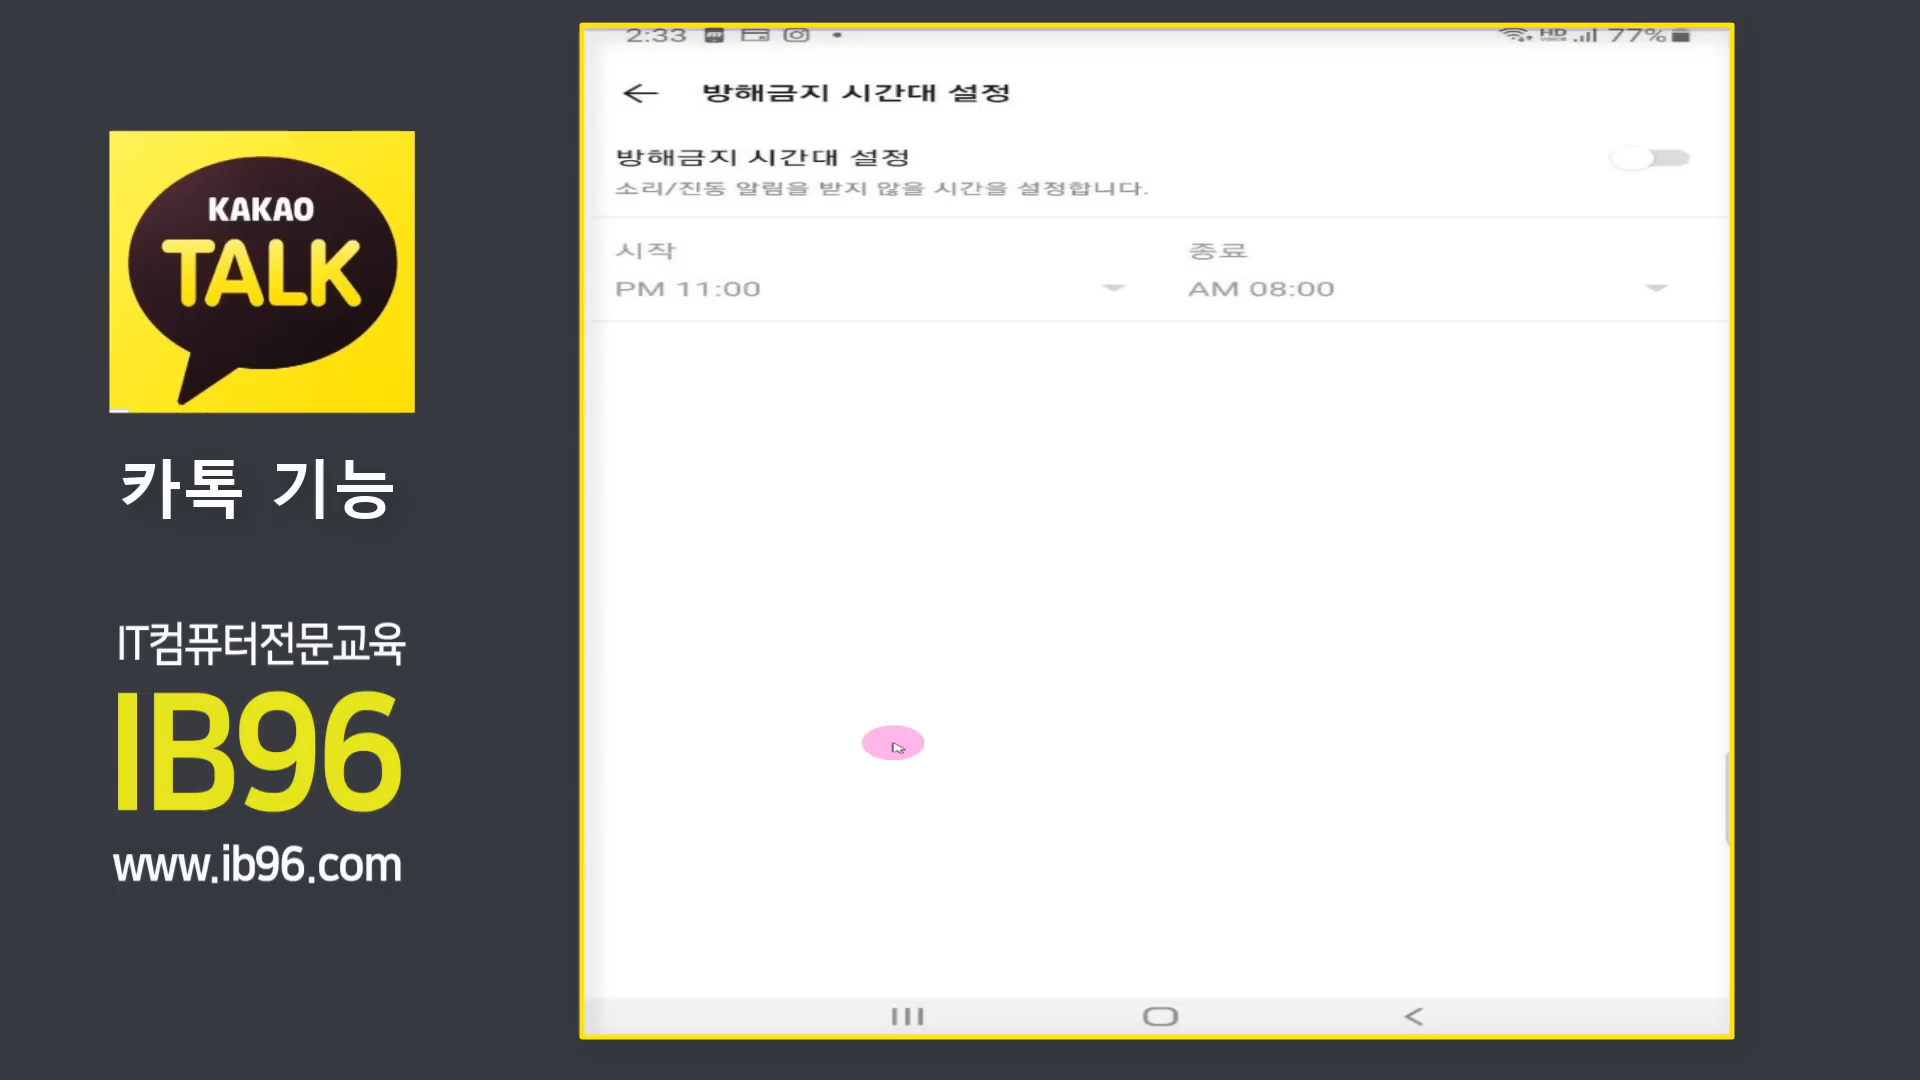 KAKAO
TALK
카톡 기능
IT컴퓨터전문교육
IB96
www.ib96.com
2:33
HD
77%
방해금지 시간대 설정
방해금지 시간대 설정
소리/진동 알림을 받지 않을 시간을 설정합니다.
시작
종료
PM 11:00
AM 08:00